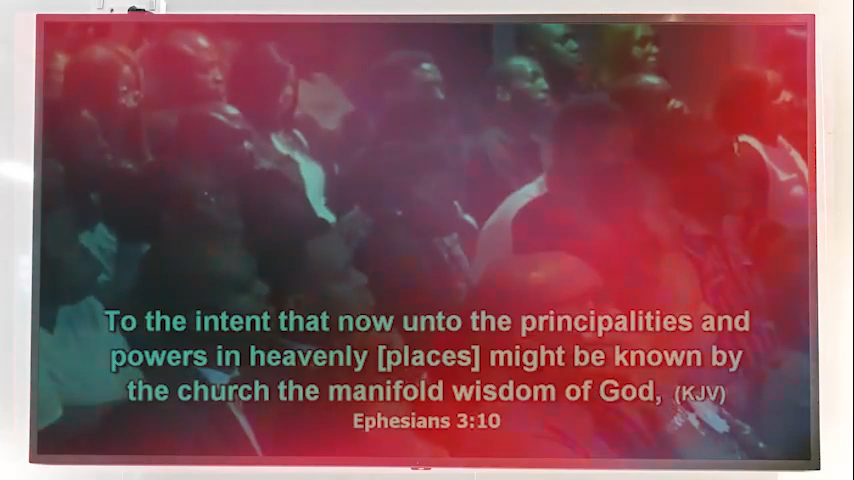 To the intent that now unto the principalities and
powers in heavenly [places] might be known by
the church the manifold wisdom of God, (KJV)
Ephesians 3:10